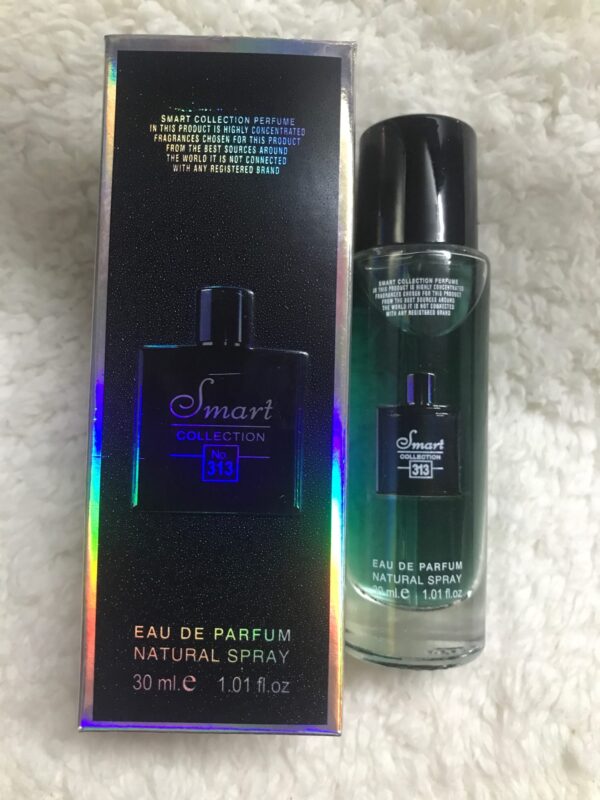 SMART COLLECTION PERFUME
IN THIS PRODUCT IS HIGHLY CONCENTRATED
FRAGRANCES CHOSEN FOR THIS PRODUCT
FROM THE BEST SOURCES AROUND
THE WORLD IT IS NOT CONNECTED
WITH ANY REGISTERED BRAND
Smart
COLLECTION
No.
313
EAU DE PARFUM
NATURAL SPRAY
30 ml.e 1.01 fl.oz
SMART COLLECTION PERFUME
IN THIS PRODUCT IS HIGHLY CONCENTRATED
FRAGRANCES CHOSEN FOR THIS PRODUCT
FROM THE BEST SOURCES AROUND
THE WORLD IT IS NOT CONNECTED
WITH ANY REGISTERED BRAND
Smart
COLLECTION
313
EAU DE PARFUM
NATURAL SPRAY
30 ml.e 1.01 fl.oz